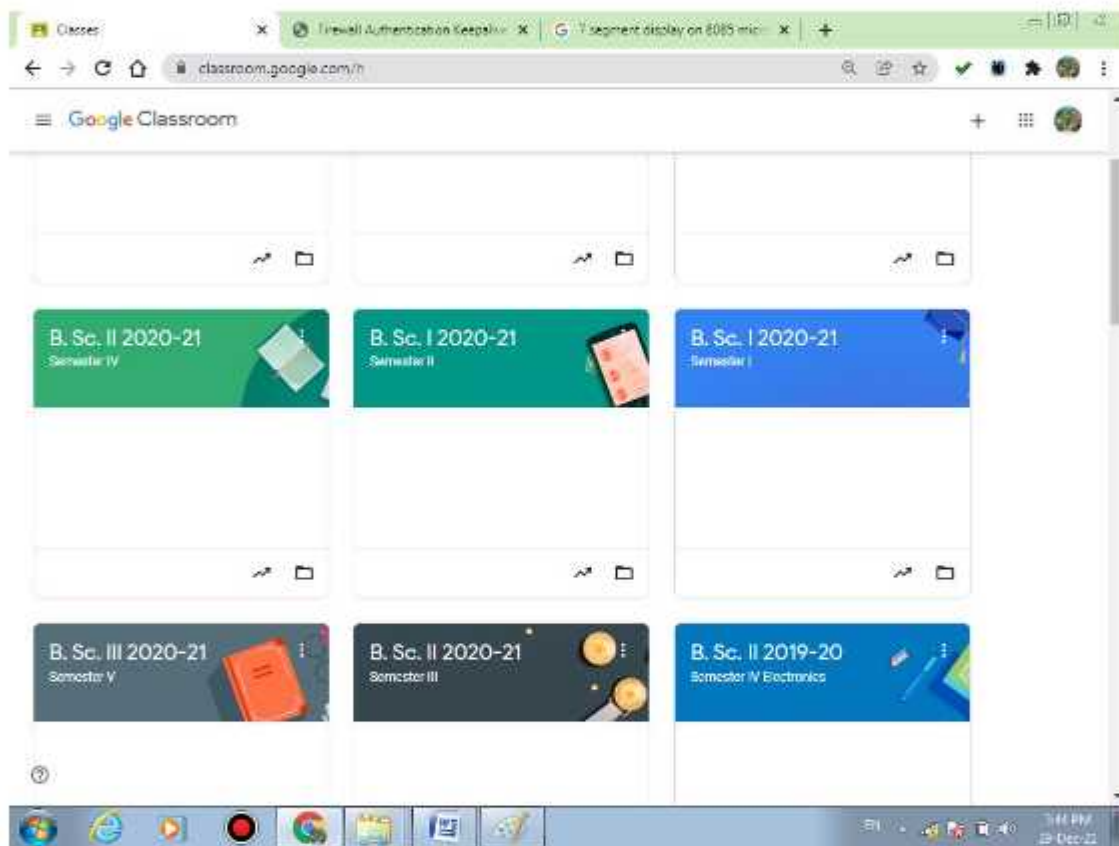 Classes
Firewall Authentication Keepalive
7 segment display on 8085 micr
classroom.google.com/h
Google Classroom
B. Sc. II 2020-21
Semester IV
B. Sc. I 2020-21
Semester II
B. Sc. I 2020-21
Semester I
B. Sc. III 2020-21
Semester V
B. Sc. II 2020-21
Semester III
B. Sc. II 2019-20
Semester IV Electronics
EN